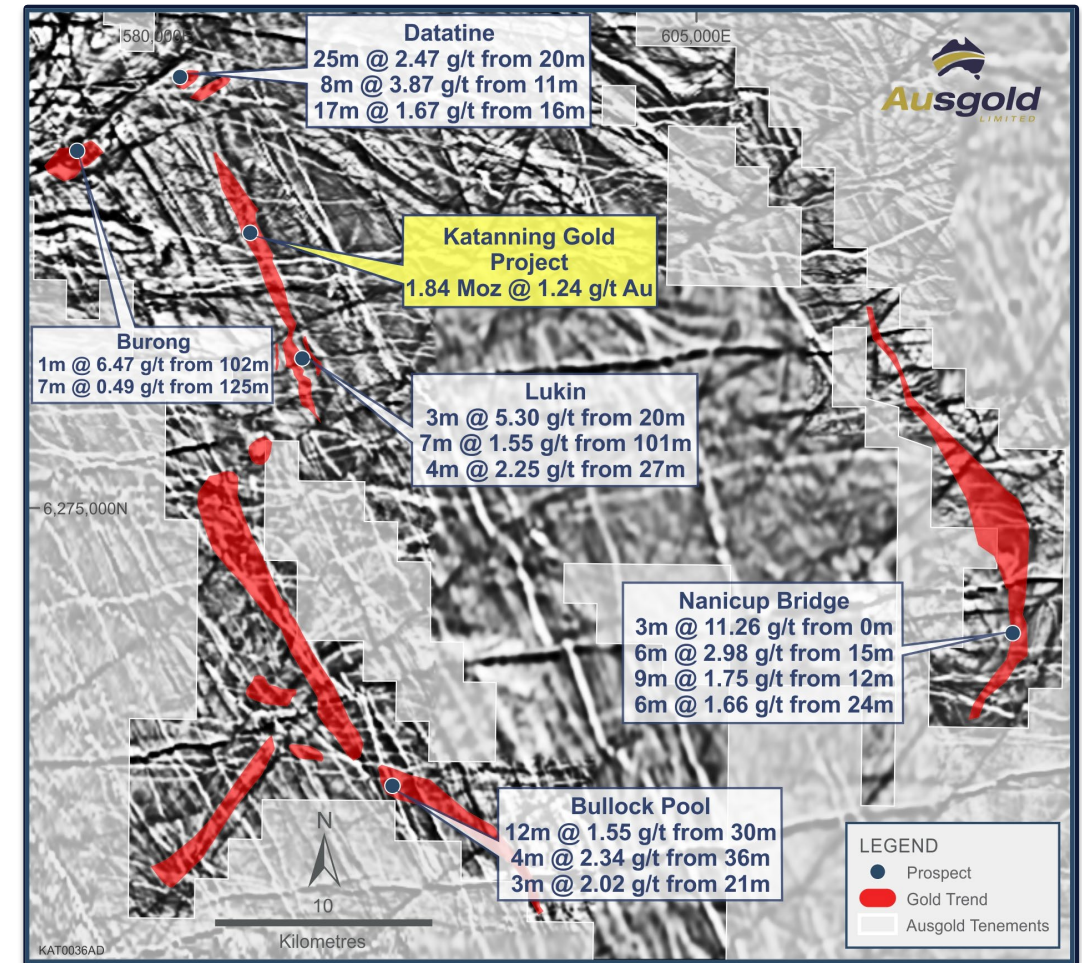 580,000E
605,000E
Ausgold
LIMITED
Datatine
25m @ 2.47 g/t from 20m
8m @ 3.87 g/t from 11m
17m @ 1.67 g/t from 16m
Katanning Gold
Project
1.84 Moz @ 1.24 g/t Au
Burong
1m @ 6.47 g/t from 102m
7m @ 0.49 g/t from 125m
Lukin
3m @ 5.30 g/t from 20m
7m @ 1.55 g/t from 101m
4m @ 2.25 g/t from 27m
6,275,000N
Nanicup Bridge
3m @ 11.26 g/t from 0m
6m @ 2.98 g/t from 15m
9m @ 1.75 g/t from 12m
6m @ 1.66 g/t from 24m
Bullock Pool
12m @ 1.55 g/t from 30m
4m @ 2.34 g/t from 36m
3m @ 2.02 g/t from 21m
N
10
Kilometres
LEGEND
Prospect
Gold Trend
Ausgold Tenements
KAT0036AD